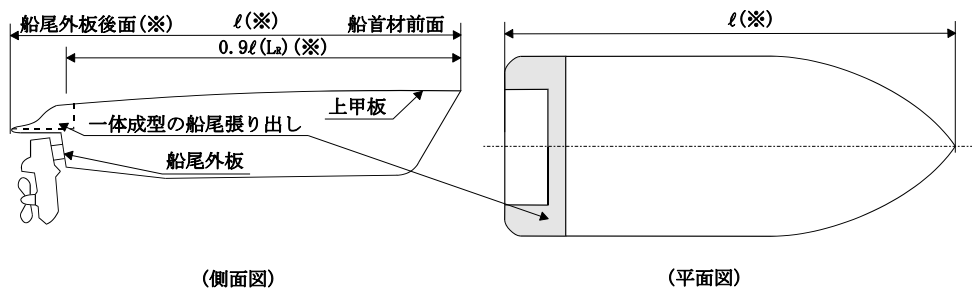 船尾外板後面(※) ℓ(※) 船首材前面
0.9ℓ(LR)(※)
上甲板
一体成型の船尾張り出し
船尾外板
(側面図)
ℓ(※)
(平面図)